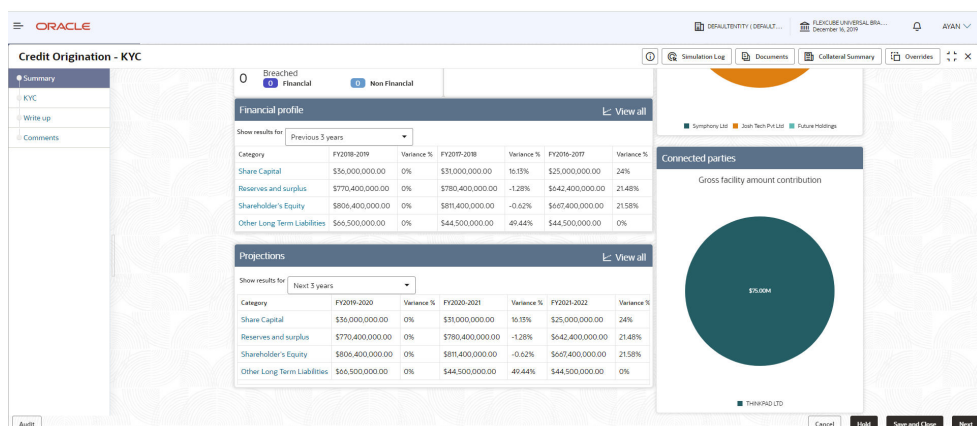 ORACLE
DEFAULTENTITY ( DEFAULT....
FLEXCUBE UNIVERSAL BRA....
December 16, 2019
AYAN
Credit Origination - KYC
Simulation Log
Documents
Collateral Summary
Overrides
Summary
KYC
Write up
Comments
0 Breached
0 Financial 0 Non Financial
Financial profile View all
Show results for Previous 3 years
Category FY2018-2019 Variance % FY2017-2018 Variance % FY2016-2017 Variance %
Share Capital $36,000,000.00 0% $31,000,000.00 16.13% $25,000,000.00 24%
Reserves and surplus $770,400,000.00 0% $780,400,000.00 -1.28% $642,400,000.00 21.48%
Shareholder's Equity $806,400,000.00 0% $811,400,000.00 -0.62% $667,400,000.00 21.58%
Other Long Term Liabilities $66,500,000.00 0% $44,500,000.00 49.44% $44,500,000.00 0%
Projections View all
Show results for Next 3 years
Category FY2019-2020 Variance % FY2020-2021 Variance % FY2021-2022 Variance %
Share Capital $36,000,000.00 0% $31,000,000.00 16.13% $25,000,000.00 24%
Reserves and surplus $770,400,000.00 0% $780,400,000.00 -1.28% $642,400,000.00 21.48%
Shareholder's Equity $806,400,000.00 0% $811,400,000.00 -0.62% $667,400,000.00 21.58%
Other Long Term Liabilities $66,500,000.00 0% $44,500,000.00 49.44% $44,500,000.00 0%
Symphony Ltd Josh Tech Pvt Ltd Future Holdings
Connected parties
Gross facility amount contribution
$75.00M
THINKPAD LTD
Audit
Cancel
Hold
Save and Close
Next